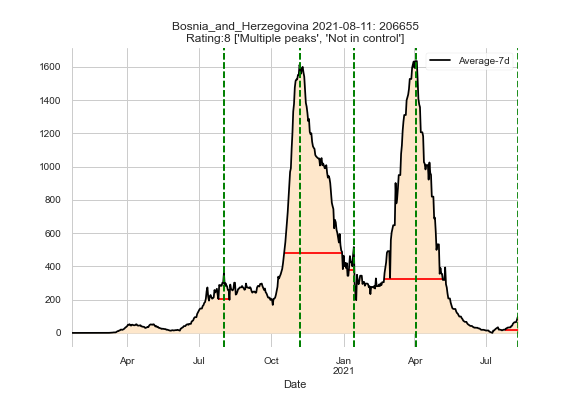 Bosnia_and_Herzegovina 2021-08-11: 206655
Rating:8 ['Multiple peaks', 'Not in control']
Average-7d
1600
1400
1200
1000
800
600
400
200
0
Apr Jul Oct Jan Apr Jul
2021
Date